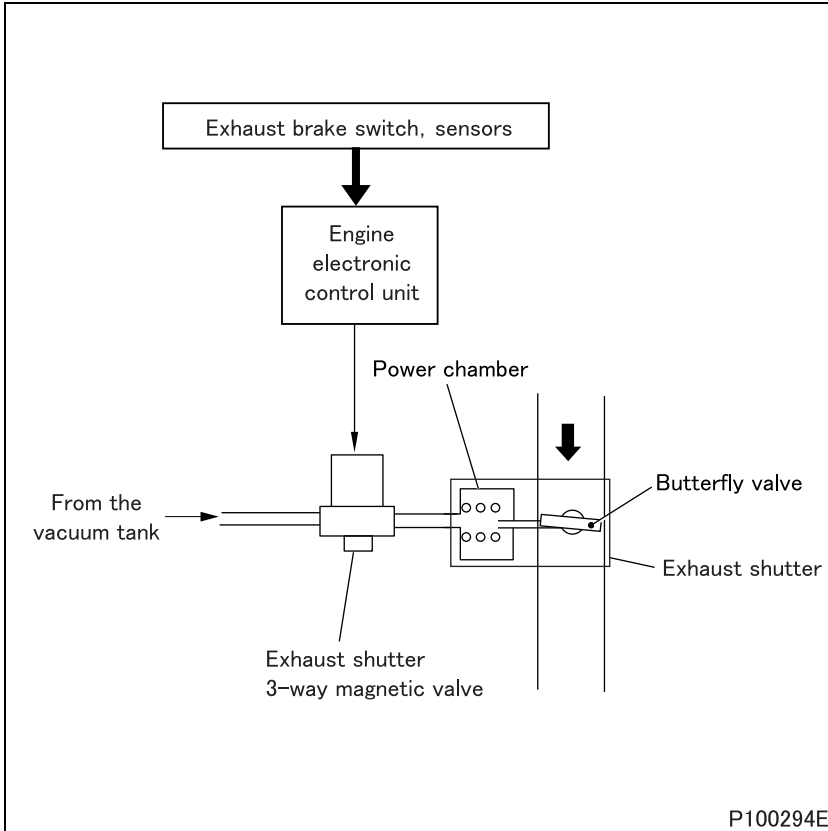 Exhaust brake switch, sensors
Engine
electronic
control unit
Power chamber
Butterfly valve
From the
vacuum tank
Exhaust shutter
Exhaust shutter
3-way magnetic valve
P100294E